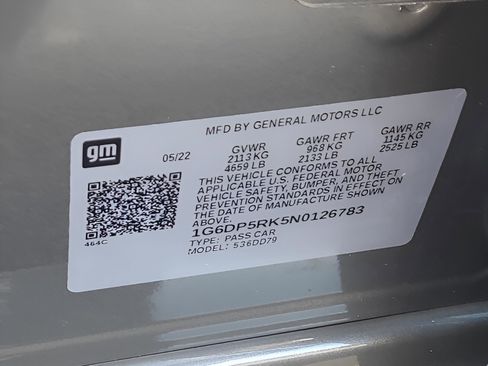 MFD BY GENERAL MOTORS LLC
gm
05/22
GVWR
2113 KG
4659 LB
GAWR FRT
968 KG
2133 LB
GAWR RR
1145 KG
2525 LB
THIS VEHICLE CONFORMS TO ALL
APPLICABLE U.S. FEDERAL MOTOR
VEHICLE SAFETY, BUMPER, AND THEFT
PREVENTION STANDARDS IN EFFECT ON
THE DATE OF MANUFACTURE SHOWN
ABOVE.
1G6DP5RK5N0126783
TYPE: PASS.CAR
MODEL: 536DD79
464C